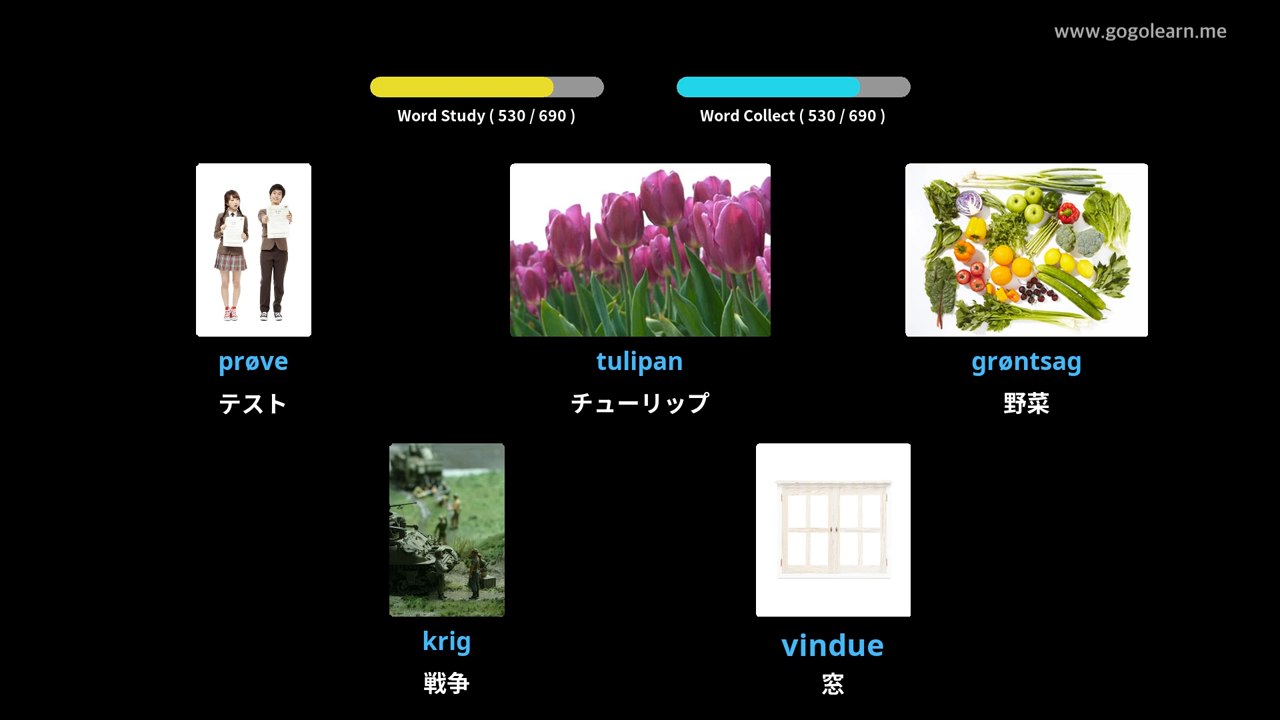 www.gogolearn.me
Word Study ( 530 / 690 )
Word Collect ( 530 / 690 )
prøve
テスト
tulipan
チューリップ
grøntsag
野菜
krig
戦争
vindue
窓